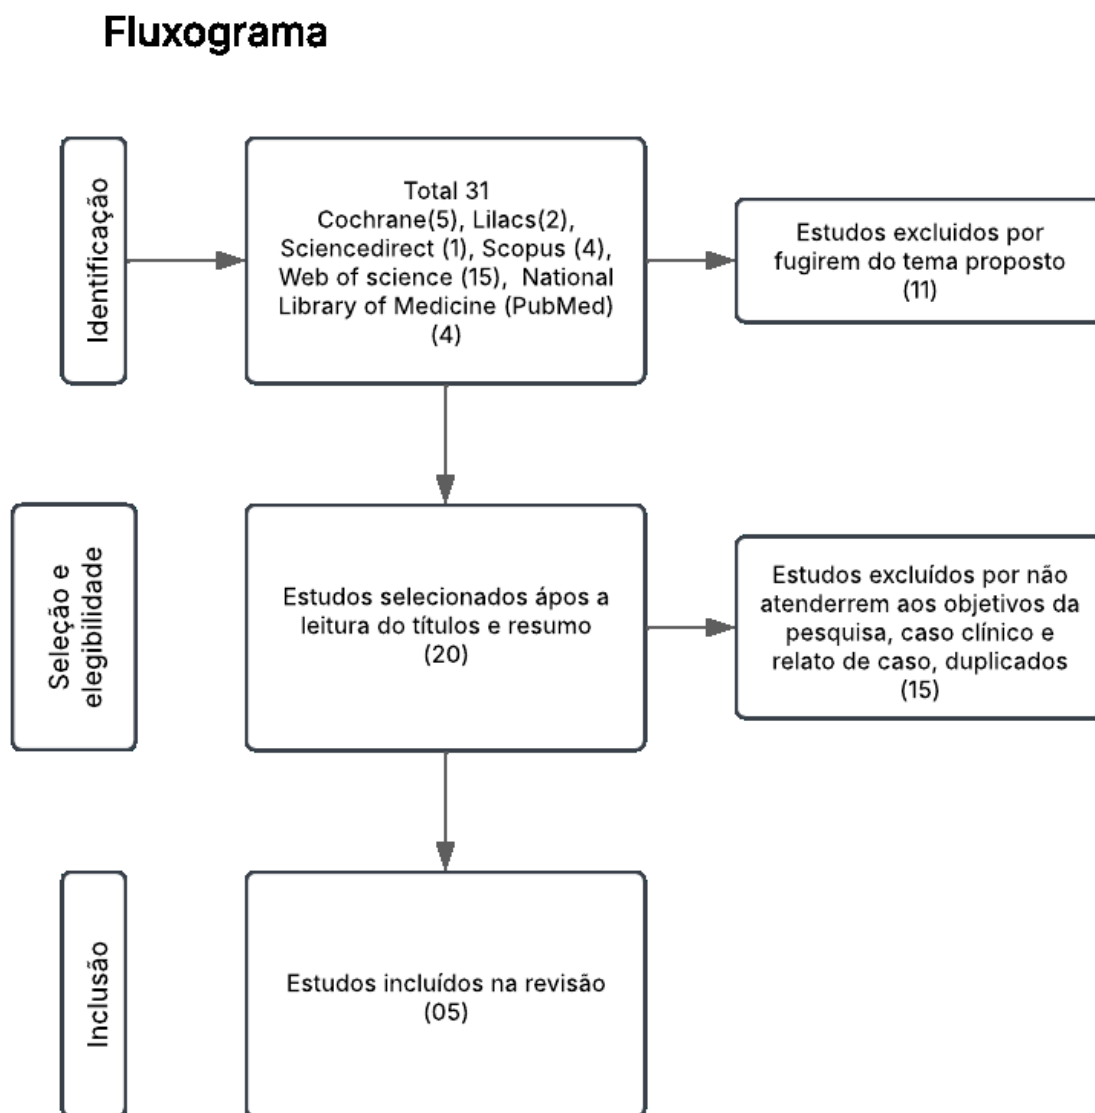 Fluxograma
Identificação
Total 31
Cochrane(5), Lilacs(2),
Sciencedirect (1), Scopus (4),
Web of science (15), National
Library of Medicine (PubMed)
(4)
Estudos excluidos por
fugirem do tema proposto
(11)
Seleção e
elegibilidade
Estudos selecionados ápos a
leitura do títulos e resumo
(20)
Estudos excluídos por não
atenderrem aos objetivos da
pesquisa, caso clínico e
relato de caso, duplicados
(15)
Inclusão
Estudos incluídos na revisão
(05)